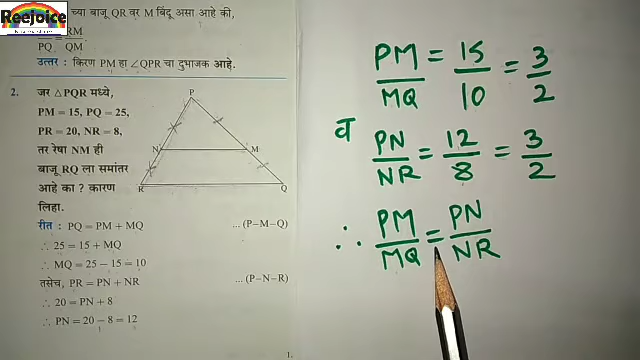 Reejoice
च्या बाजू QR वर M बिंदू असा आहे की,
RM
PQ = QM
उत्तर : किरण PM हा ∠QPR चा दुभाजक आहे.
2. जर △PQR मध्ये,
PM = 15, PQ = 25,
PR = 20, NR = 8,
तर रेषा NM ही
बाजू RQ ला समांतर
आहे का ? कारण
लिहा.
P
N
M
R
Q
रीत : PQ = PM + MQ ... (P-M-Q)
∴ 25 = 15 + MQ
∴ MQ = 25 – 15 = 10
तसेच, PR = PN + NR ... (P-N-R)
∴ 20 = PN + 8
∴ PN = 20 – 8 = 12
1.
PM/MQ = 15/10 = 3/2
व PN/NR = 12/8 = 3/2
∴ PM/MQ = PN/NR